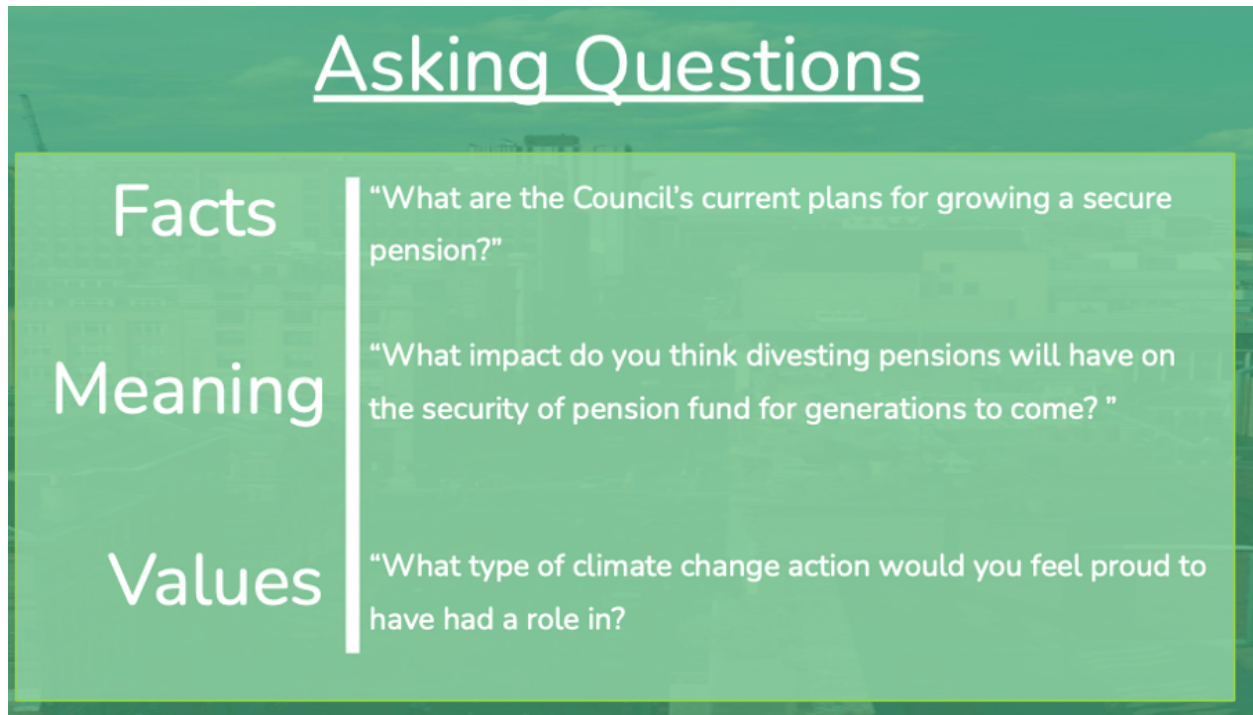 Asking Questions
Facts
“What are the Council’s current plans for growing a secure
pension?”
Meaning
“What impact do you think divesting pensions will have on
the security of pension fund for generations to come? ”
Values
“What type of climate change action would you feel proud to
have had a role in?